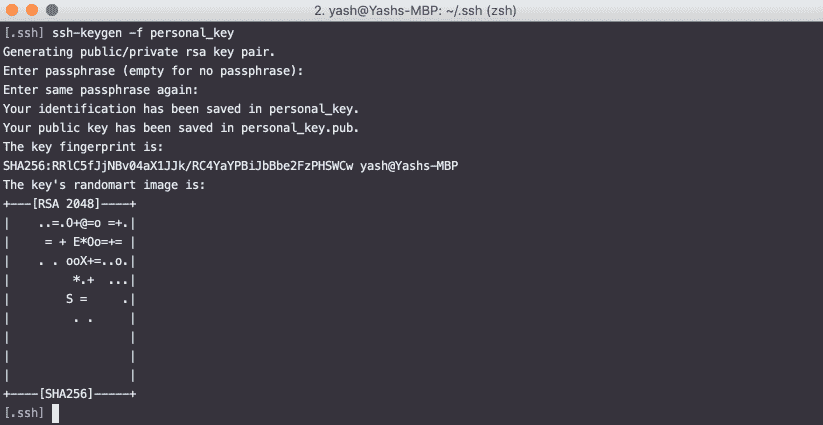 2. yash@Yashs-MBP: ~/.ssh (zsh)
[.ssh] ssh-keygen -f personal_key
Generating public/private rsa key pair.
Enter passphrase (empty for no passphrase):
Enter same passphrase again:
Your identification has been saved in personal_key.
Your public key has been saved in personal_key.pub.
The key fingerprint is:
SHA256:RRlC5fJjNBv04aX1JJk/RC4YaYPBiJbBbe2FzPHSWCw yash@Yashs-MBP
The key's randomart image is:
+---[RSA 2048]----+
|    ..=.O+@=o =+.|
|     = + E*Oo=+= |
|    . . ooX+=..o.|
|         *.+  ...|
|        S =     .|
|         . .     |
|                 |
|                 |
|                 |
+----[SHA256]-----+
[.ssh]